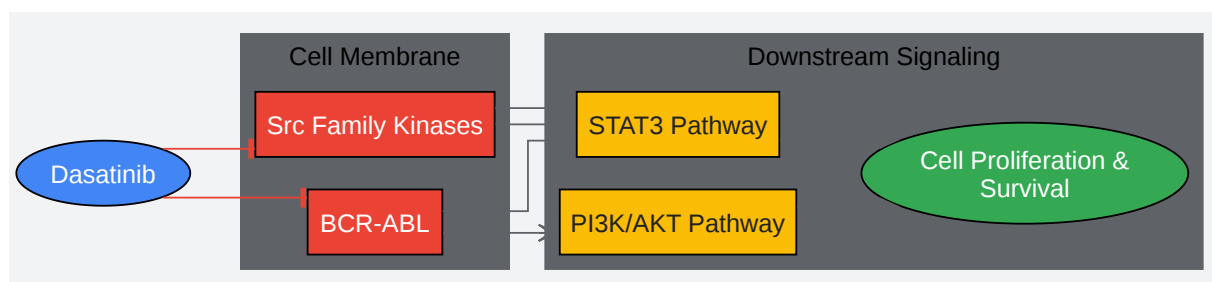 Cell Membrane
Downstream Signaling
Src Family Kinases
STAT3 Pathway
Dasatinib
Cell Proliferation &
Survival
BCR-ABL
PI3K/AKT Pathway